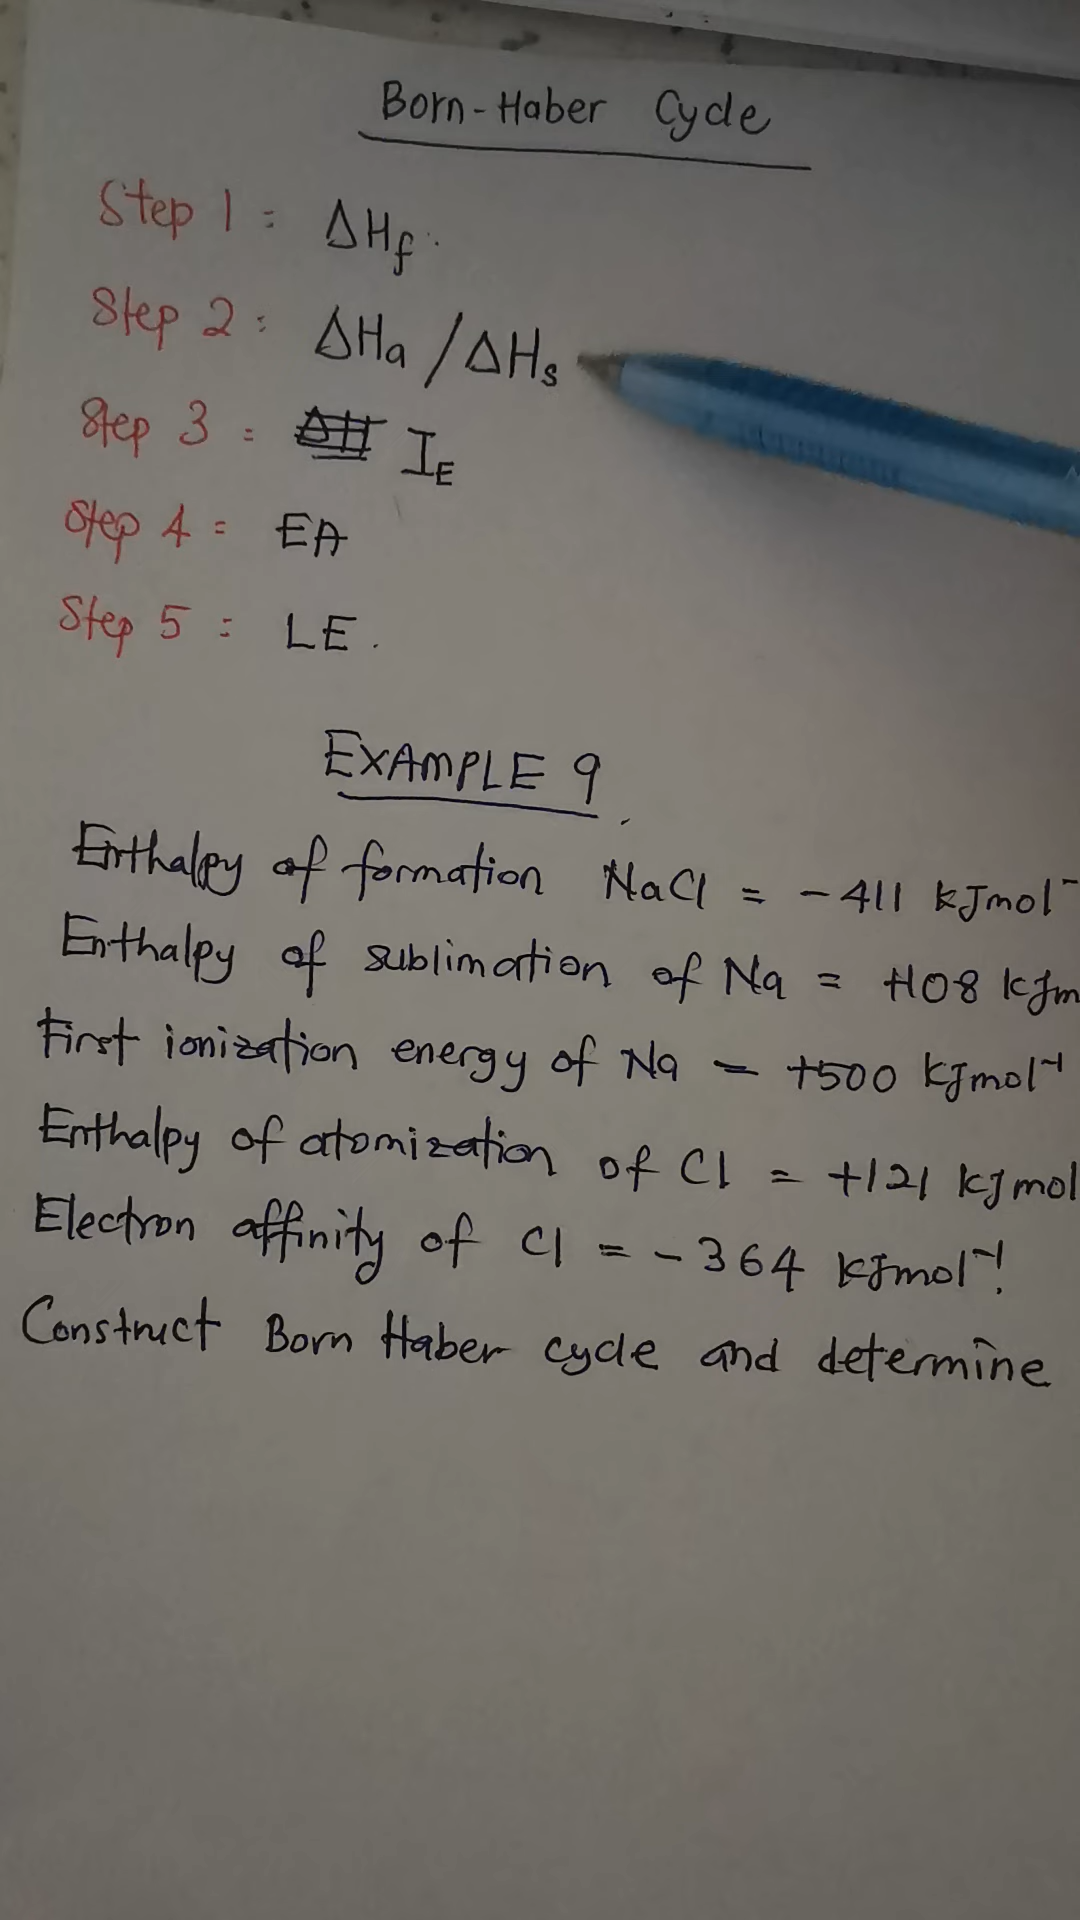 Born-Haber Cycle
Step 1 : ΔHf.
Step 2 : ΔHa / ΔHs
Step 3 = IE
Step 4 = EA
Step 5 : LE.
EXAMPLE 9.
Enthalpy of formation NaCl = -411 kJmol-
Enthalpy of sublimation of Na = +108 kJm
First ionization energy of Na = +500 kJmol-1
Enthalpy of atomization of Cl = +121 kJmol
Electron affinity of Cl = -364 kJmol-1.
Construct Born Haber cycle and determine